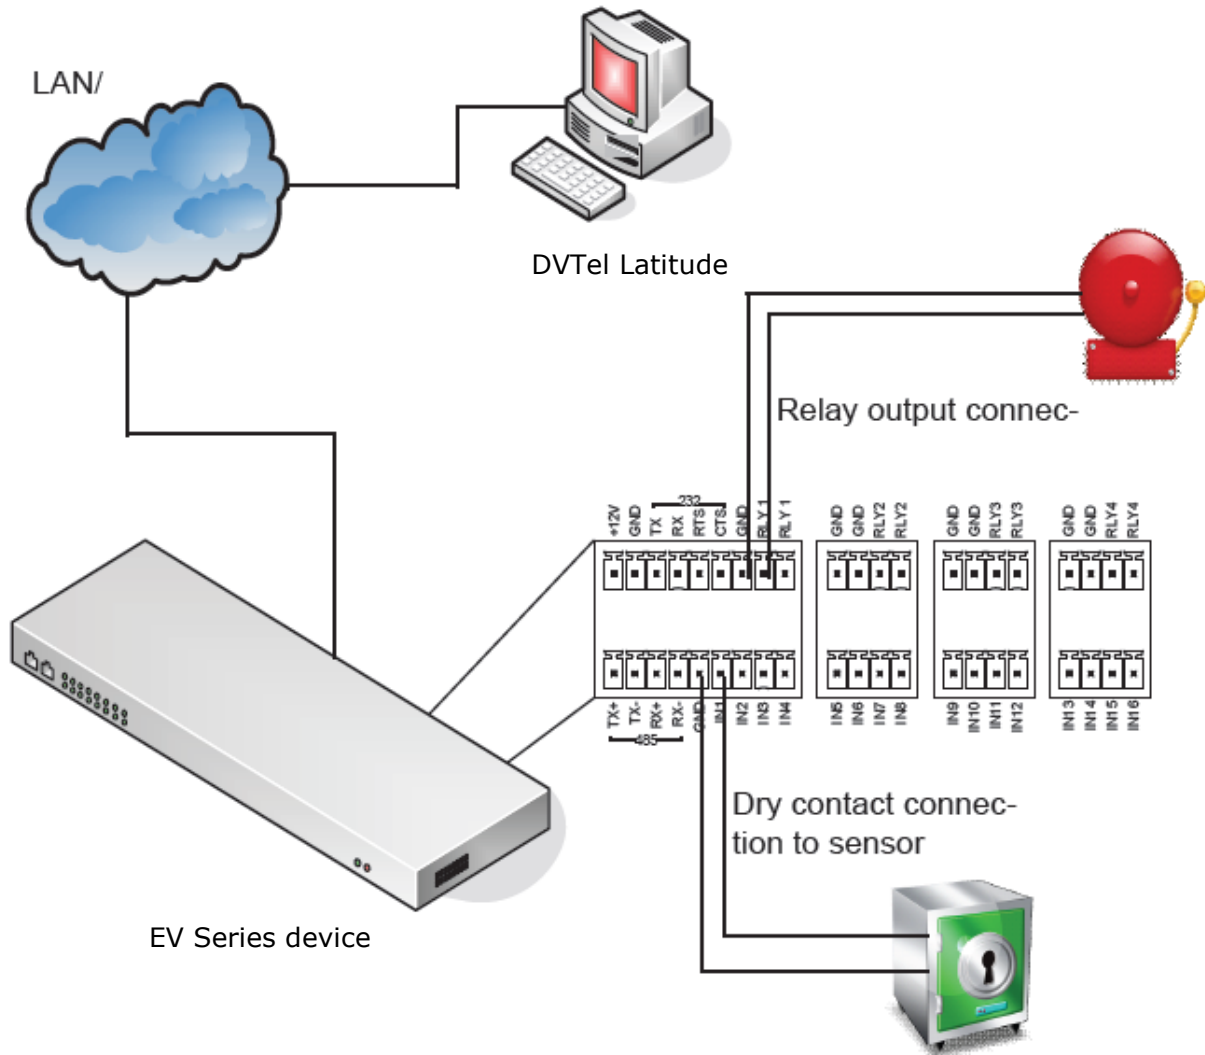 LAN/
DVTel Latitude
Relay output connec-
232
+12V GND TX RX RTS CTS GND RLY 1 RLY 1
GND GND RLY2 RLY2
GND GND RLY3 RLY3
GND GND RLY4 RLY4
TX+ TX- RX+ RX- GND IN1 IN2 IN3 IN4
IN5 IN6 IN7 IN8
IN9 IN10 IN11 IN12
IN13 IN14 IN15 IN16
485
Dry contact connec-
tion to sensor
EV Series device